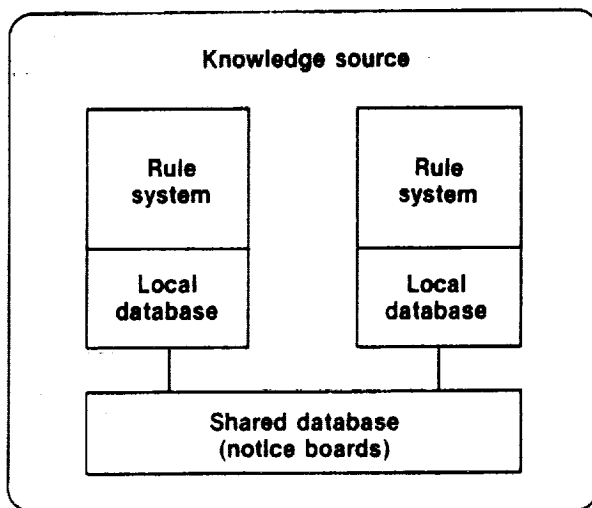 Knowledge source
Rule
system
Rule
system
Local
database
Local
database
Shared database
(notice boards)